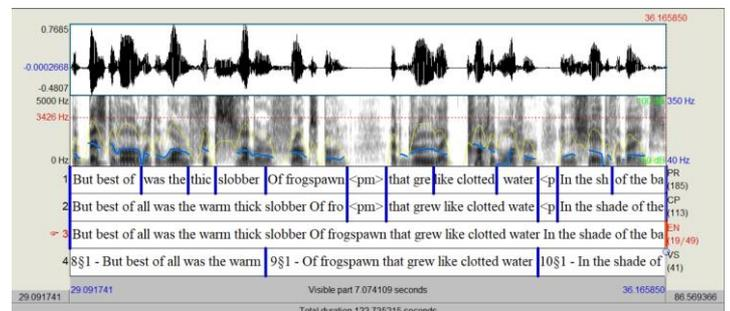 36.165850
0.7685
-0.0002668
-0.4807
5000 Hz 350 Hz
3426 Hz
0 Hz 40 Hz
1 But best of was the thic slobber Of frogspawn <pm> that gre like clotted water <p In the sh of the ba PR (185)
2 But best of all was the warm thick slobber Of fro <pm> that grew like clotted wate <p In the shade of the CP (113)
3 But best of all was the warm thick slobber Of frogspawn that grew like clotted water In the shade of the ba EN (19/49)
4 8§1 - But best of all was the warm 9§1 - Of frogspawn that grew like clotted water 10§1 - In the shade of VS (41)
29.091741 Visible part 7.074109 seconds 36.165850
29.091741 86.569366
Total duration 122.735215 seconds